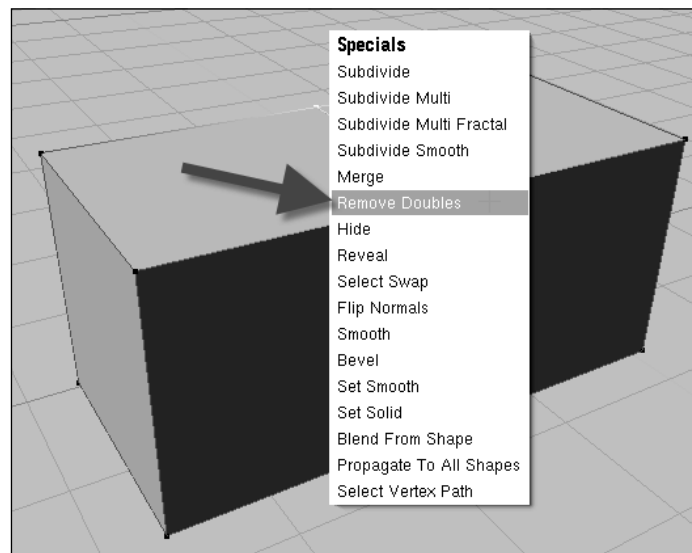 Specials
Subdivide
Subdivide Multi
Subdivide Multi Fractal
Subdivide Smooth
Merge
Remove Doubles
Hide
Reveal
Select Swap
Flip Normals
Smooth
Bevel
Set Smooth
Set Solid
Blend From Shape
Propagate To All Shapes
Select Vertex Path